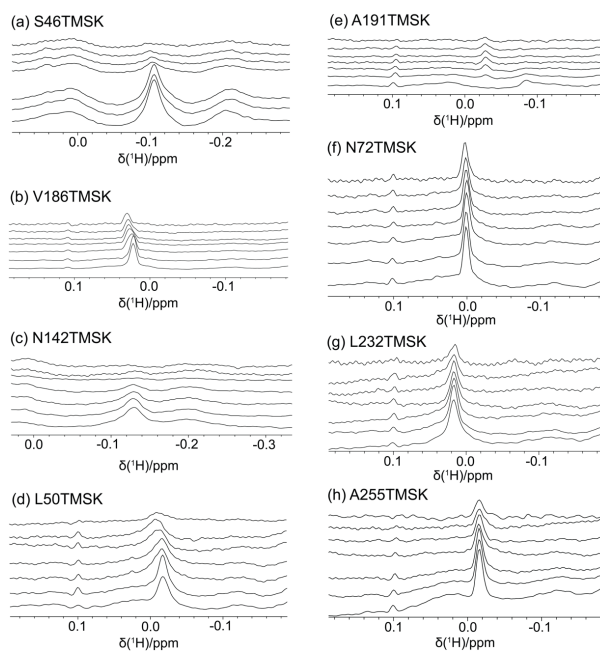 (a) S46TMSK
0.0 -0.1 -0.2
δ(¹H)/ppm
(b) V186TMSK
0.1 0.0 -0.1
δ(¹H)/ppm
(c) N142TMSK
0.0 -0.1 -0.2 -0.3
δ(¹H)/ppm
(d) L50TMSK
0.1 0.0 -0.1
δ(¹H)/ppm
(e) A191TMSK
0.1 0.0 -0.1
δ(¹H)/ppm
(f) N72TMSK
0.1 0.0 -0.1
δ(¹H)/ppm
(g) L232TMSK
0.1 0.0 -0.1
δ(¹H)/ppm
(h) A255TMSK
0.1 0.0 -0.1
δ(¹H)/ppm